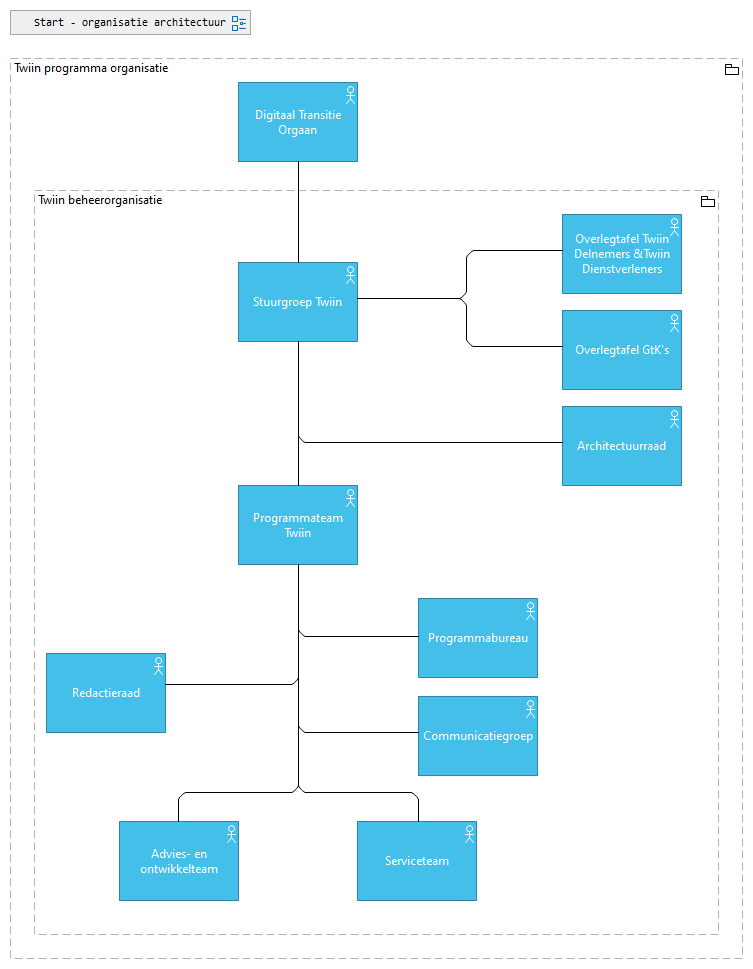 Start - organisatie architectuur
Twiin programma organisatie
Digitaal Transitie
Orgaan
Twiin beheerorganisatie
Overlegtafel Twiin
Delnemers &Twiin
Dienstverleners
Stuurgroep Twiin
Overlegtafel GtK's
Architectuurraad
Programmateam
Twiin
Programmabureau
Redactieraad
Communicatiegroep
Advies- en
ontwikkelteam
Serviceteam